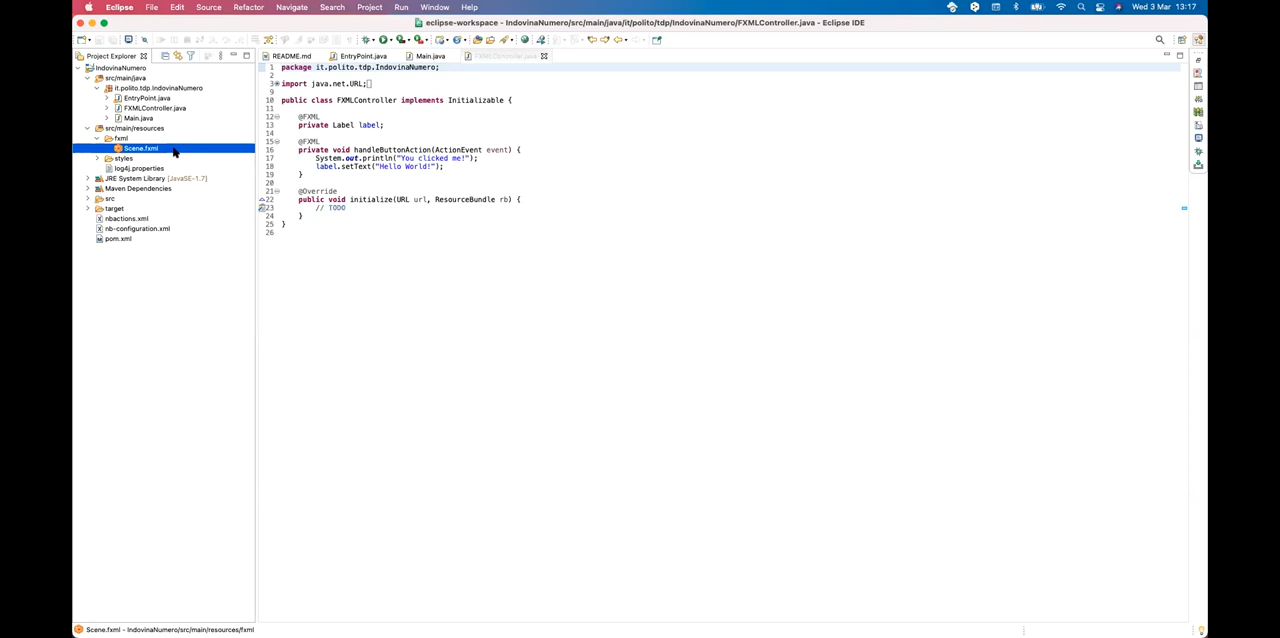 Eclipse File Edit Source Refactor Navigate Search Project Run Window Help Wed 3 Mar 13:17
eclipse-workspace - IndovinaNumero/src/main/java/it/polito/tdp/IndovinaNumero/FXMLController.java - Eclipse IDE
Project Explorer
README.md EntryPoint.java Main.java FXMLController.java
IndovinaNumero
src/main/java
it.polito.tdp.IndovinaNumero
EntryPoint.java
FXMLController.java
Main.java
src/main/resources
fxml
Scene.fxml
styles
log4j.properties
JRE System Library [JavaSE-1.7]
Maven Dependencies
src
target
nbactions.xml
nb-configuration.xml
pom.xml
1 package it.polito.tdp.IndovinaNumero;
2
3 import java.net.URL;
9
10 public class FXMLController implements Initializable {
11
12 @FXML
13 private Label label;
14
15 @FXML
16 private void handleButtonAction(ActionEvent event) {
17 System.out.println("You clicked me!");
18 label.setText("Hello World!");
19 }
20
21 @Override
22 public void initialize(URL url, ResourceBundle rb) {
23 // TODO
24 }
25 }
26
Scene.fxml - IndovinaNumero/src/main/resources/fxml